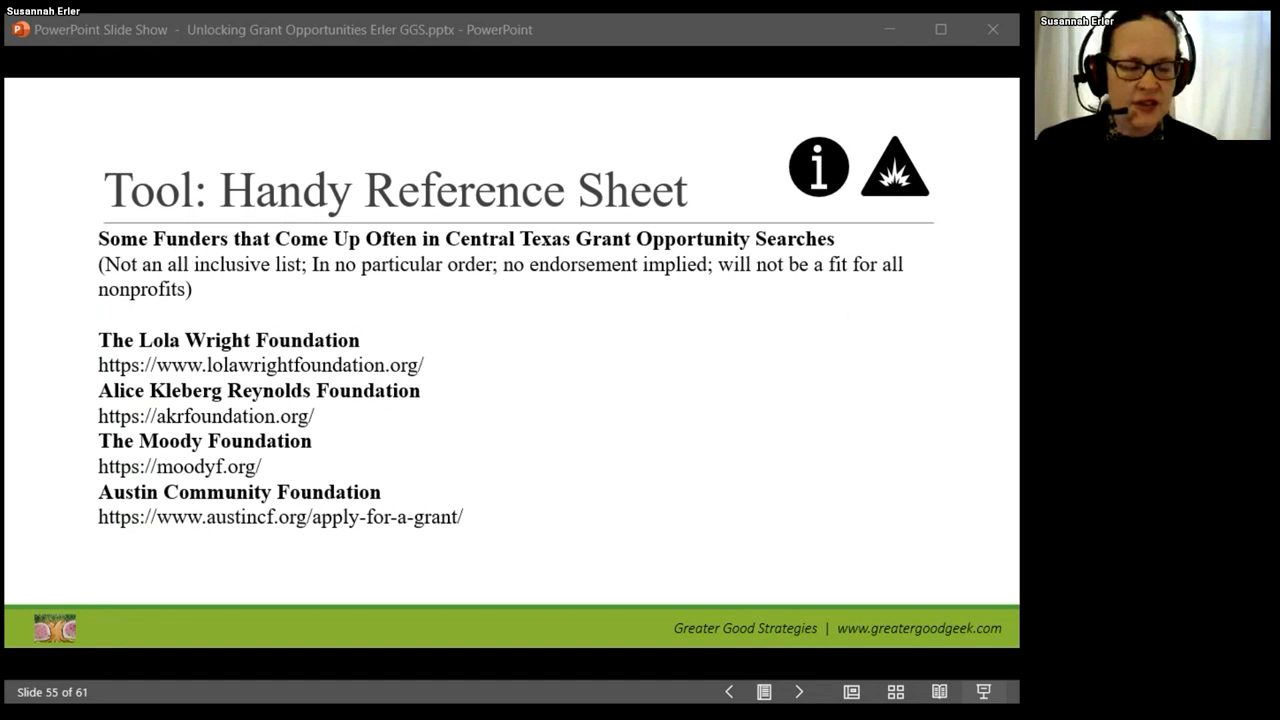 Susannah Erler
PowerPoint Slide Show - Unlocking Grant Opportunities Erler GGS.pptx - PowerPoint
Susannah Erler
Tool: Handy Reference Sheet
Some Funders that Come Up Often in Central Texas Grant Opportunity Searches
(Not an all inclusive list; In no particular order; no endorsement implied; will not be a fit for all
nonprofits)
The Lola Wright Foundation
https://www.lolawrightfoundation.org/
Alice Kleberg Reynolds Foundation
https://akrfoundation.org/
The Moody Foundation
https://moodyf.org/
Austin Community Foundation
https://www.austincf.org/apply-for-a-grant/
Greater Good Strategies | www.greatergoodgeek.com
Slide 55 of 61